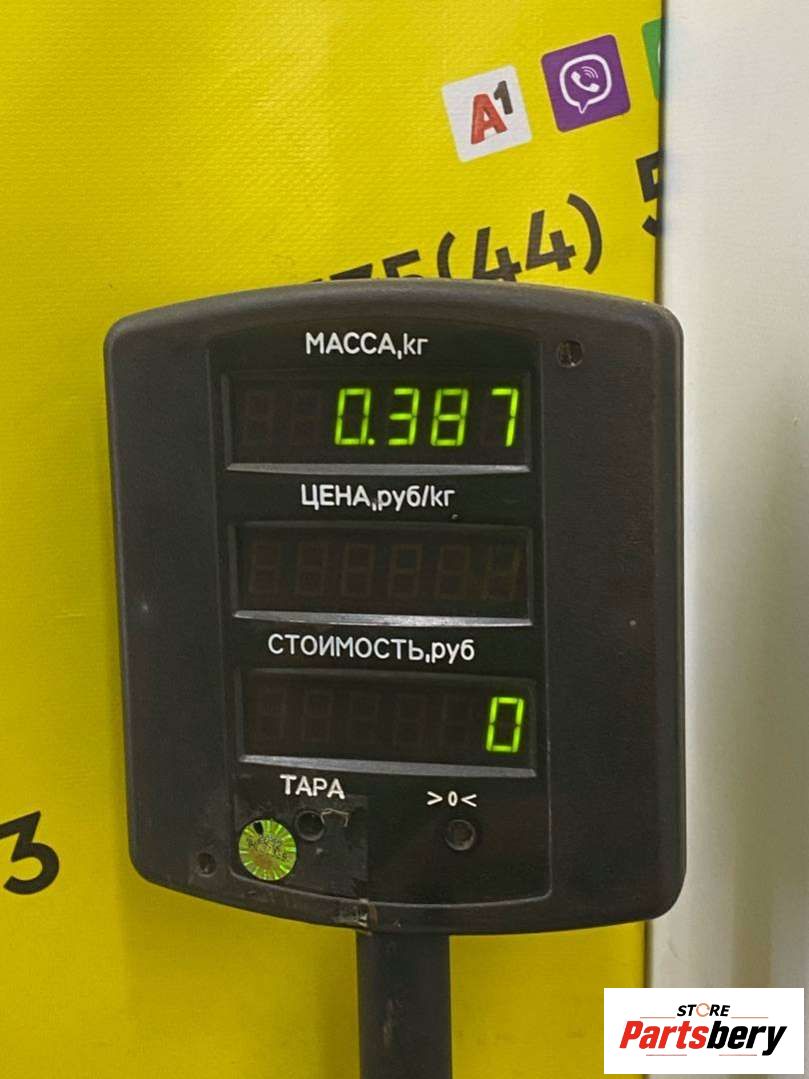 A1
375(44) 5
МАССА,кг
0.387
ЦЕНА,руб/кг
СТОИМОСТЬ,руб
0
ТАРА
>0<
3
STORE
Partsbery